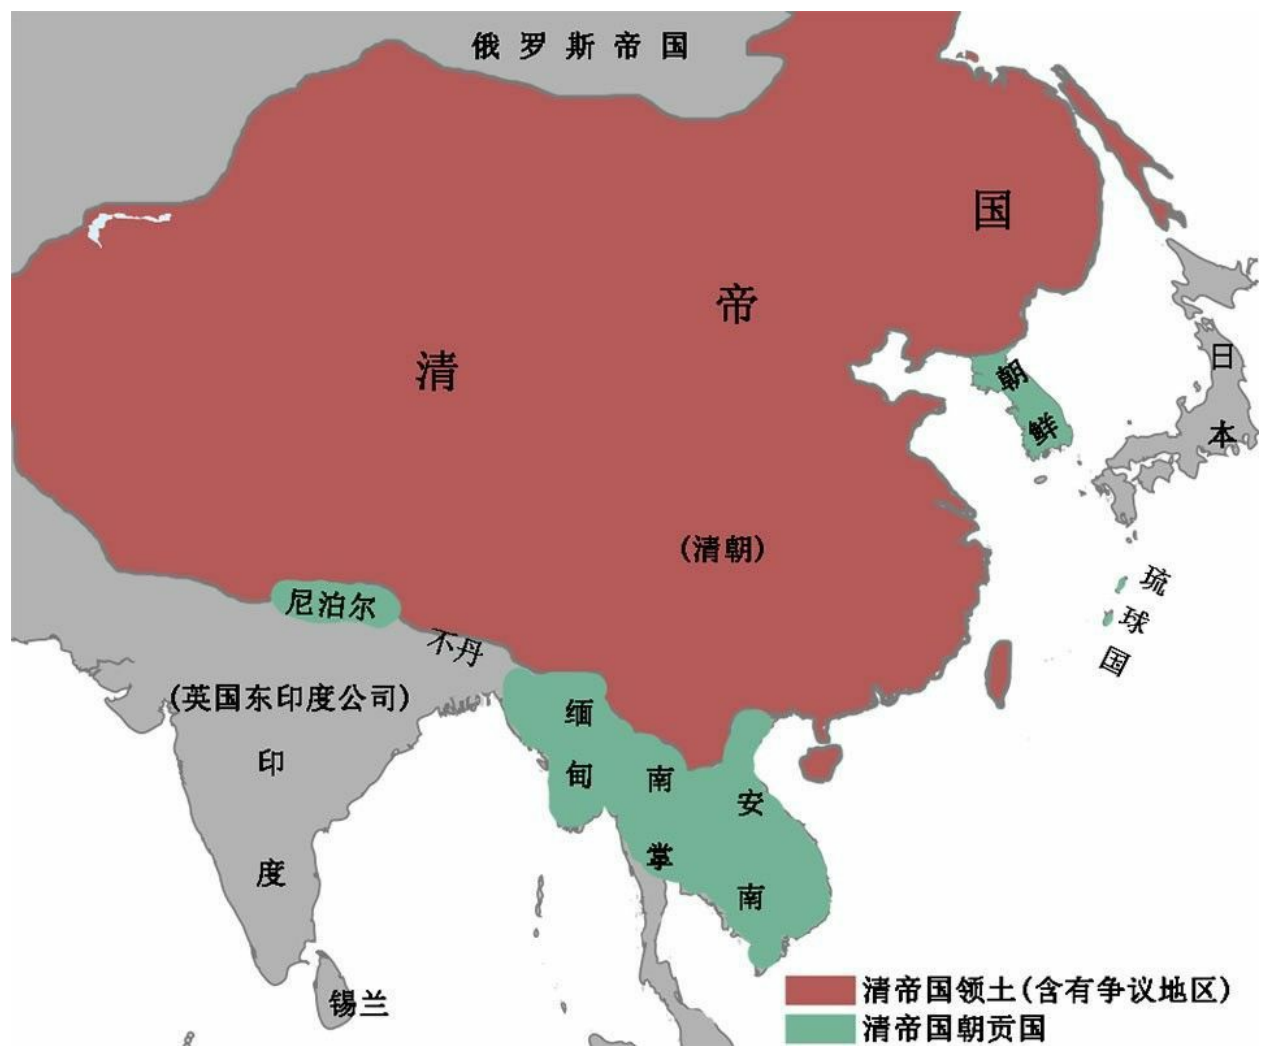 俄罗斯帝国
清帝国
(清朝)
朝鲜
日本
琉球国
尼泊尔
不丹
(英国东印度公司)
印度
缅甸
南掌
安南
锡兰
清帝国领土(含有争议地区)
清帝国朝贡国